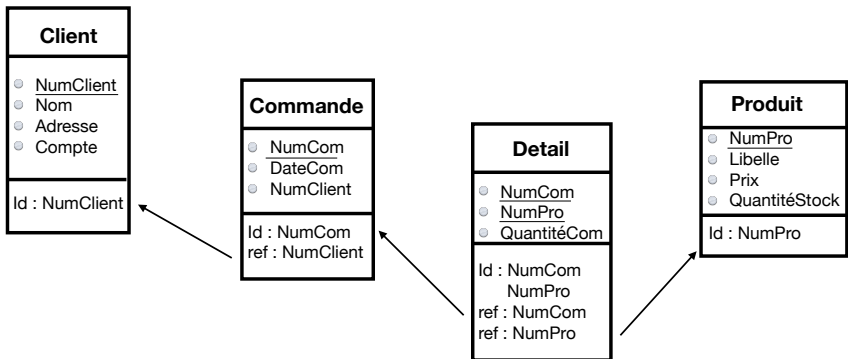 Client
NumClient
Nom
Adresse
Compte
Id : NumClient
Commande
NumCom
DateCom
NumClient
Id : NumCom
ref : NumClient
Detail
NumCom
NumPro
QuantitéCom
Id : NumCom
NumPro
ref : NumCom
ref : NumPro
Produit
NumPro
Libelle
Prix
QuantitéStock
Id : NumPro